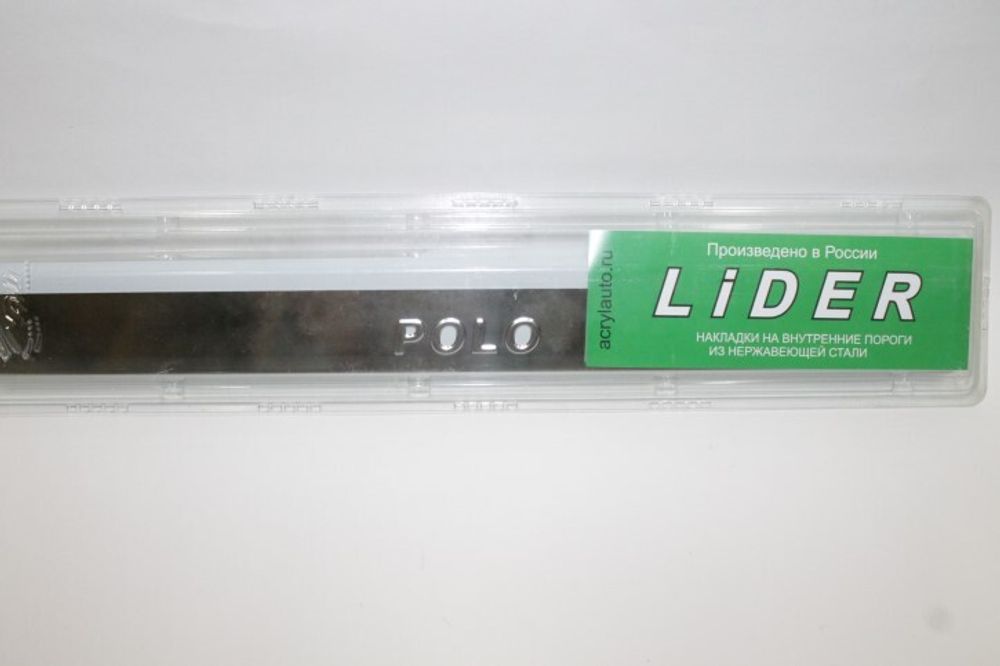 POLO
acrylauto.ru
Произведено в России
LiDER
НАКЛАДКИ НА ВНУТРЕННИЕ ПОРОГИ
ИЗ НЕРЖАВЕЮЩЕЙ СТАЛИ